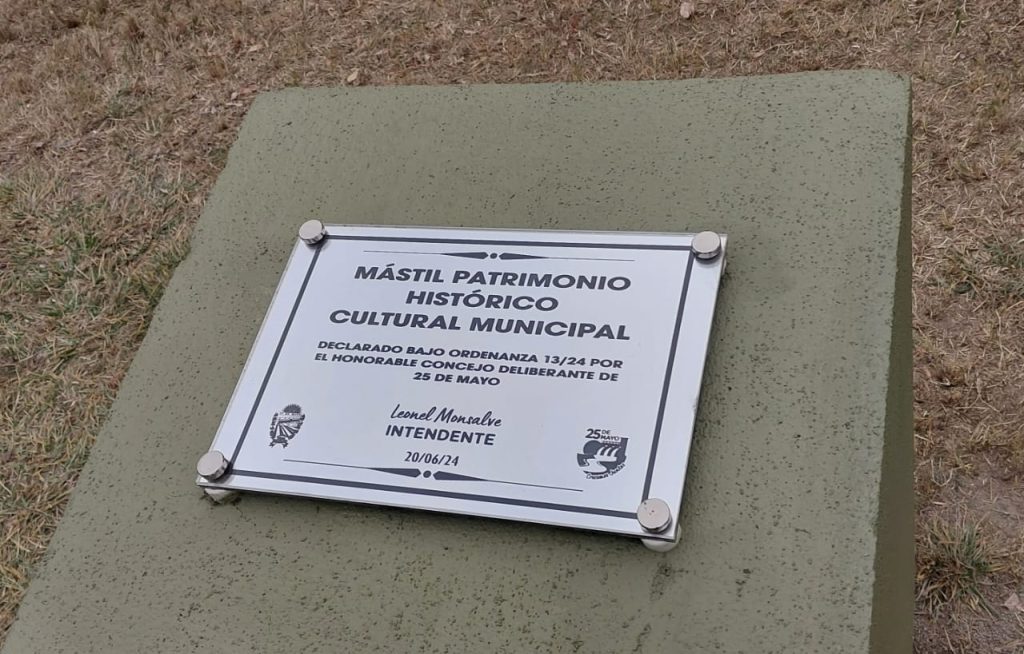 MÁSTIL PATRIMONIO
HISTÓRICO
CULTURAL MUNICIPAL
DECLARADO BAJO ORDENANZA 13/24 POR
EL HONORABLE CONCEJO DELIBERANTE DE
25 DE MAYO
Leonel Monsalve
INTENDENTE
20/06/24
25 DE
MAYO